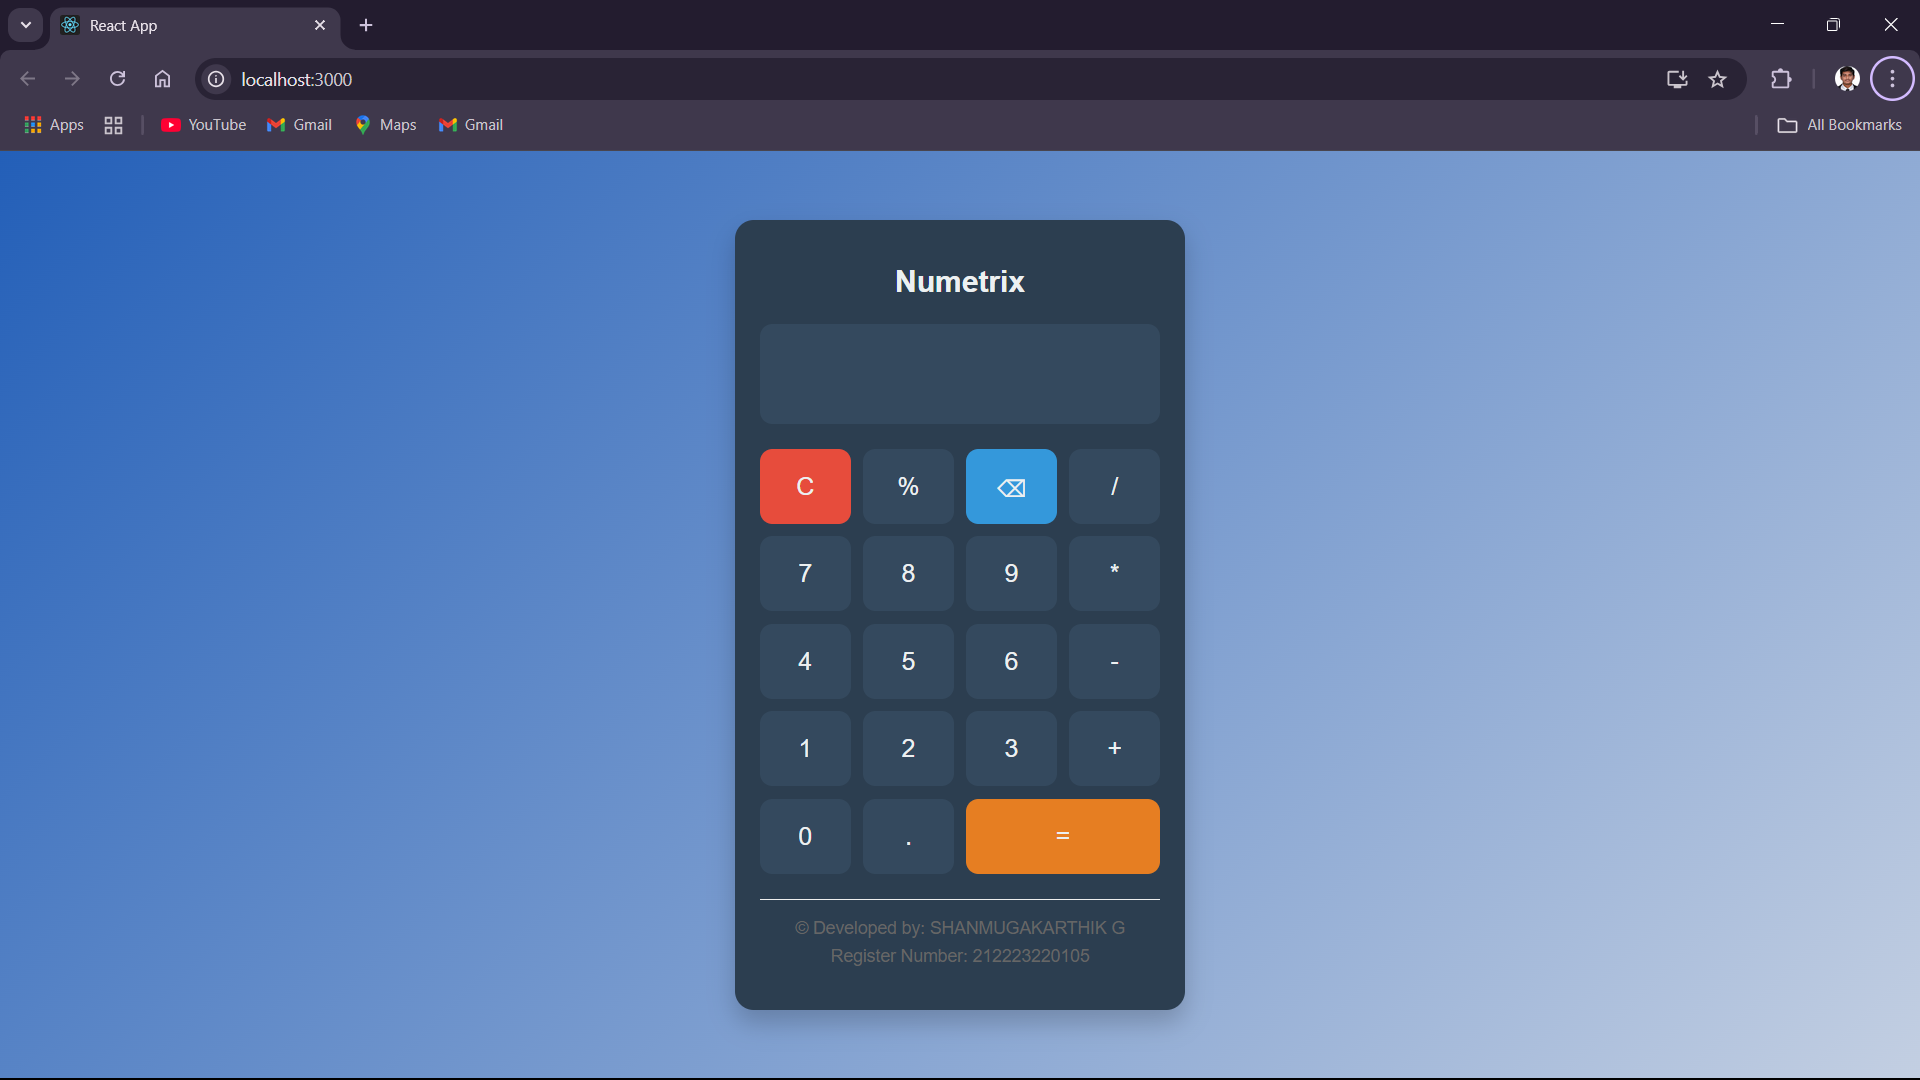 React App
localhost:3000
Apps YouTube Gmail Maps Gmail All Bookmarks
Numetrix
C % ⌫ /
7 8 9 *
4 5 6 -
1 2 3 +
0 . =
© Developed by: SHANMUGAKARTHIK G
Register Number: 212223220105